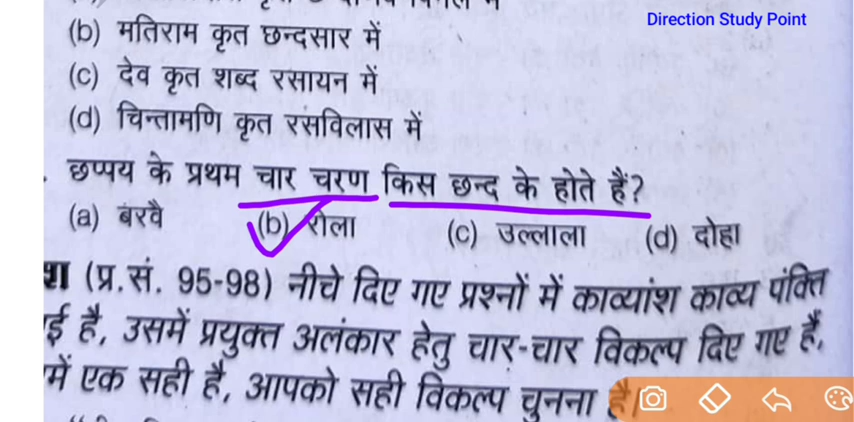 Direction Study Point
(b) मतिराम कृत छन्दसार में
(c) देव कृत शब्द रसायन में
(d) चिन्तामणि कृत रसविलास में
छप्पय के प्रथम चार चरण किस छन्द के होते हैं?
(a) बरवै (b) रोला (c) उल्लाला (d) दोहा
(प्र.सं. 95-98) नीचे दिए गए प्रश्नों में काव्यांश काव्य पंक्ति
है, उसमें प्रयुक्त अलंकार हेतु चार-चार विकल्प दिए गए हैं,
में एक सही है, आपको सही विकल्प चुनना है।